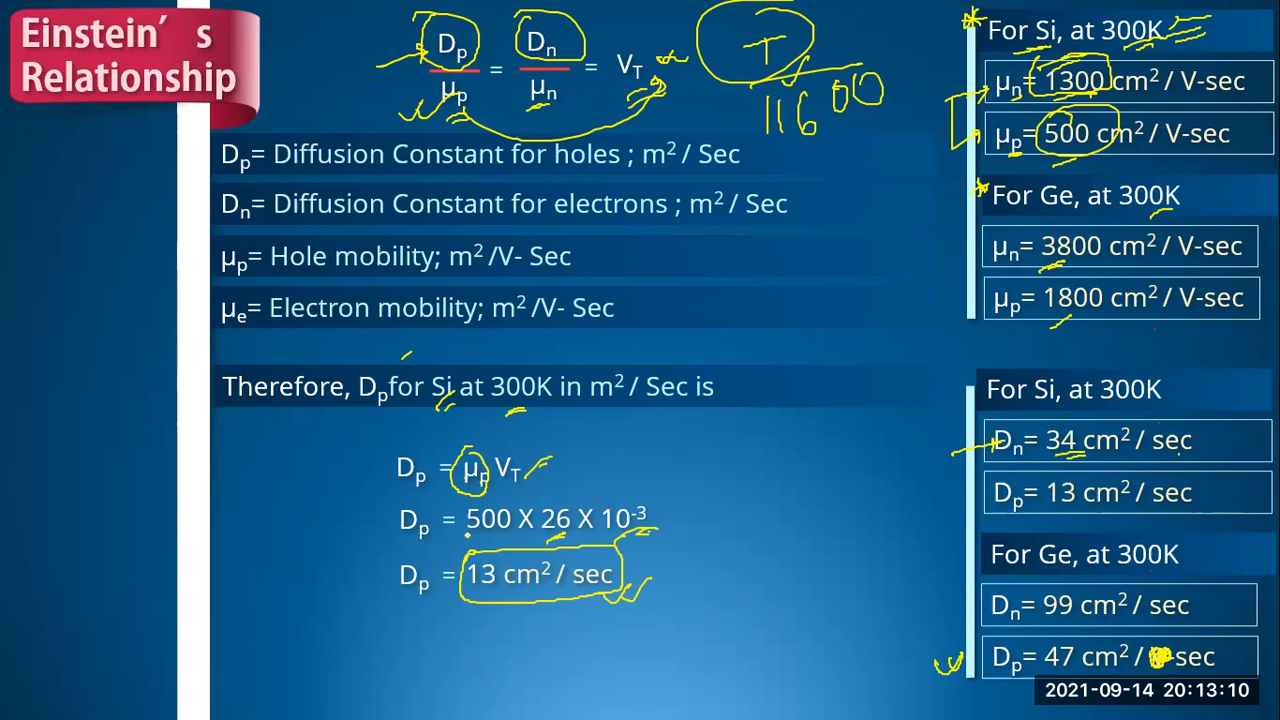 Einstein's
Relationship
Dp/μp = Dn/μn = VT
T
11600
Dp= Diffusion Constant for holes ; m² / Sec
Dn= Diffusion Constant for electrons ; m² / Sec
μp= Hole mobility; m² /V- Sec
μe= Electron mobility; m² /V- Sec
Therefore, Dpfor Si at 300K in m² / Sec is
Dp = μp VT
Dp = 500 X 26 X 10⁻³
Dp = 13 cm² / sec
For Si, at 300K
μn= 1300 cm² / V-sec
μp= 500 cm² / V-sec
For Ge, at 300K
μn= 3800 cm² / V-sec
μp= 1800 cm² / V-sec
For Si, at 300K
Dn= 34 cm² / sec
Dp= 13 cm² / sec
For Ge, at 300K
Dn= 99 cm² / sec
Dp= 47 cm² / sec
2021-09-14 20:13:10